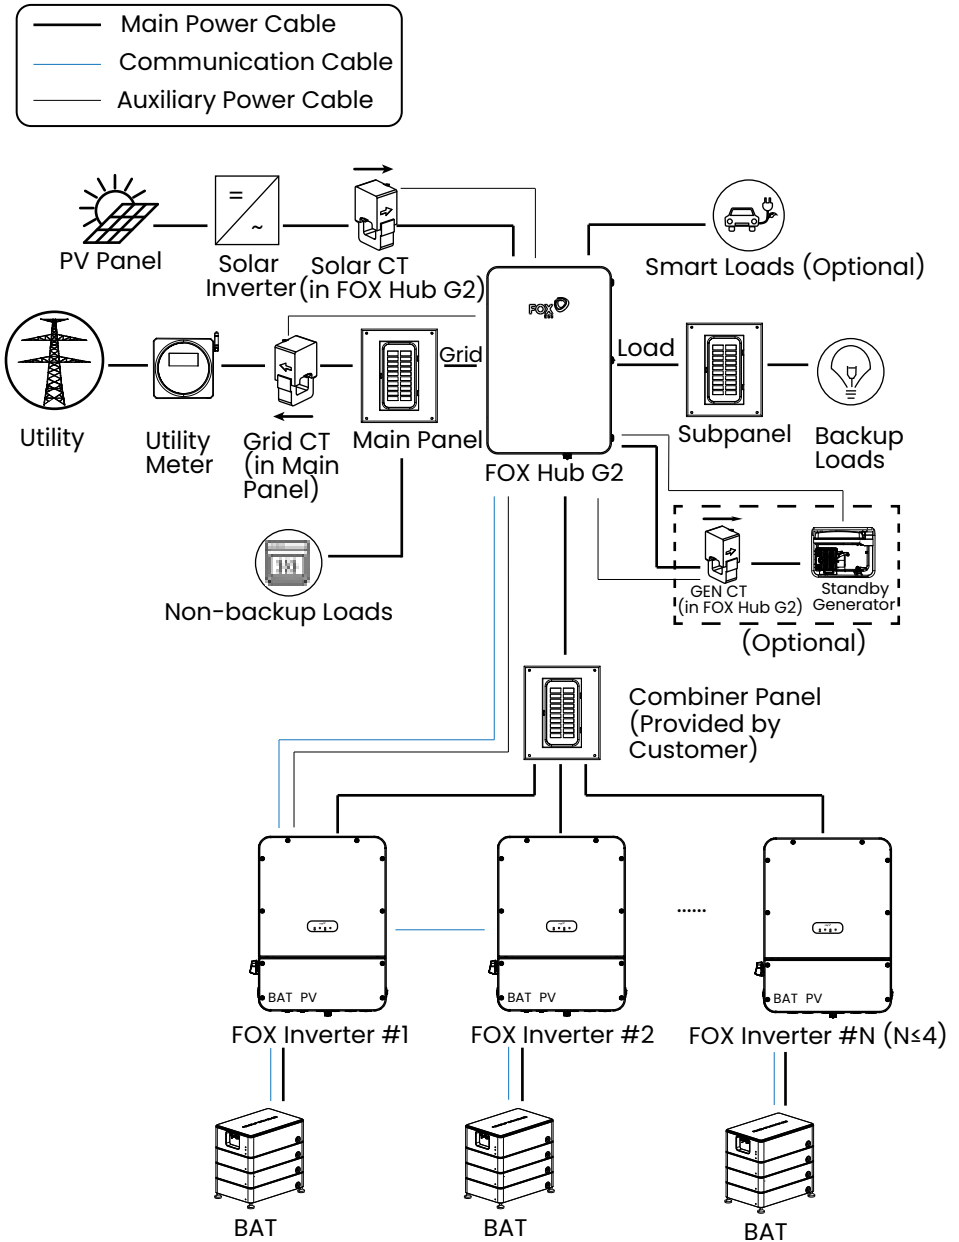 Main Power Cable
Communication Cable
Auxiliary Power Cable
PV Panel
Solar
Inverter
Solar CT
(in FOX Hub G2)
Smart Loads (Optional)
FOX
ESS
Grid
Load
Utility
Utility
Meter
Grid CT
(in Main
Panel)
Main Panel
FOX Hub G2
Subpanel
Backup
Loads
Non-backup Loads
GEN CT
(in FOX Hub G2)
Standby
Generator
(Optional)
Combiner Panel
(Provided by
Customer)
......
BAT PV
BAT PV
BAT PV
FOX Inverter #1
FOX Inverter #2
FOX Inverter #N (N≤4)
BAT
BAT
BAT